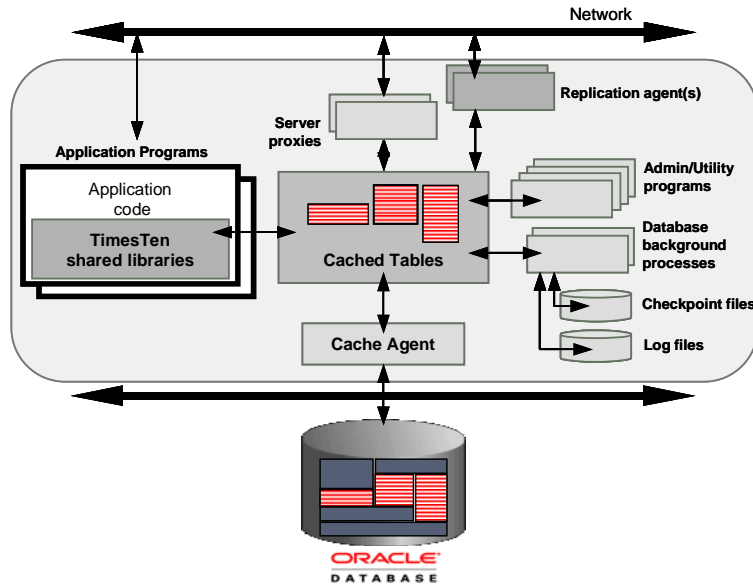 Network
Replication agent(s)
Server
proxies
Application Programs
Application
code
TimesTen
shared libraries
Cached Tables
Admin/Utility
programs
Database
background
processes
Checkpoint files
Log files
Cache Agent
ORACLE
DATABASE